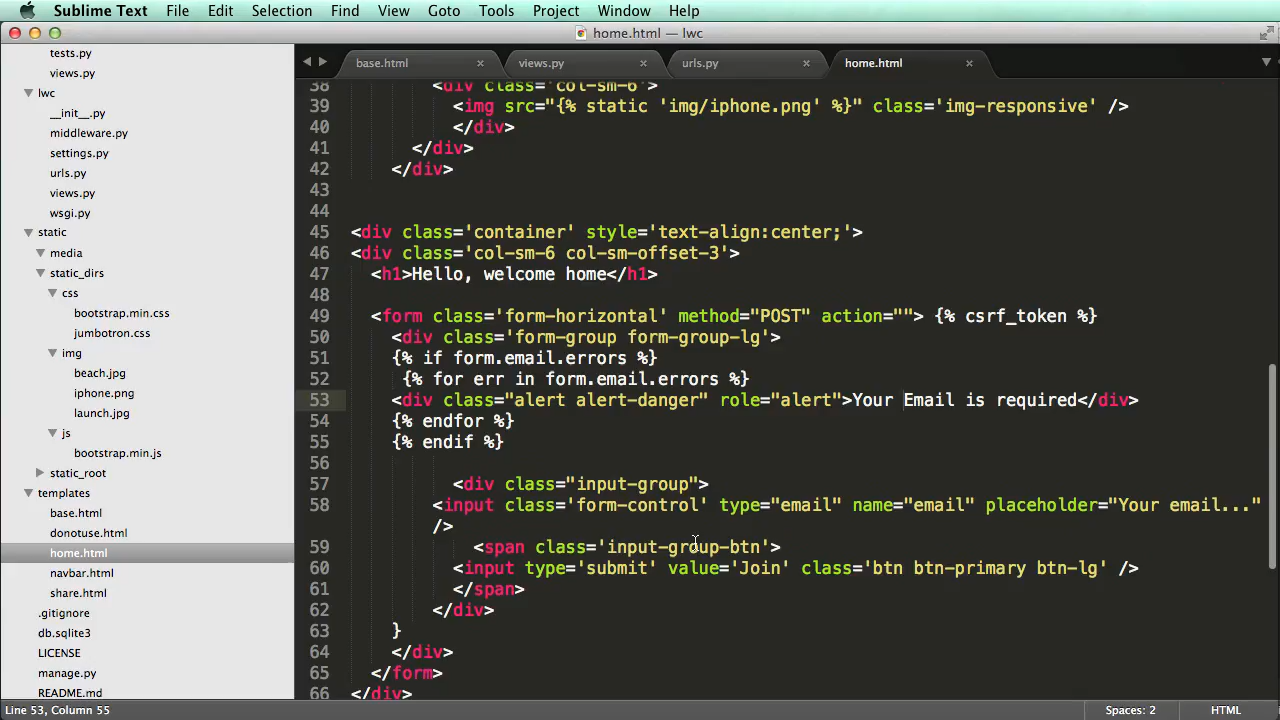 Sublime Text File Edit Selection Find View Goto Tools Project Window Help
home.html — lwc
tests.py
views.py
lwc
__init__.py
middleware.py
settings.py
urls.py
views.py
wsgi.py
static
media
static_dirs
css
bootstrap.min.css
jumbotron.css
img
beach.jpg
iphone.png
launch.jpg
js
bootstrap.min.js
static_root
templates
base.html
donotuse.html
home.html
navbar.html
share.html
.gitignore
db.sqlite3
LICENSE
manage.py
README.md
base.html × views.py × urls.py × home.html ×
38 <div class='col-sm-6'>
39 <img src="{% static 'img/iphone.png' %}" class='img-responsive' />
40 </div>
41 </div>
42 </div>
43
44
45 <div class='container' style='text-align:center;'>
46 <div class='col-sm-6 col-sm-offset-3'>
47 <h1>Hello, welcome home</h1>
48
49 <form class='form-horizontal' method="POST" action=""> {% csrf_token %}
50 <div class='form-group form-group-lg'>
51 {% if form.email.errors %}
52 {% for err in form.email.errors %}
53 <div class="alert alert-danger" role="alert">Your Email is required</div>
54 {% endfor %}
55 {% endif %}
56
57 <div class="input-group">
58 <input class='form-control' type="email" name="email" placeholder="Your email..."
/>
59 <span class='input-group-btn'>
60 <input type='submit' value='Join' class='btn btn-primary btn-lg' />
61 </span>
62 </div>
63 }
64 </div>
65 </form>
66 </div>
Line 53, Column 55 Spaces: 2 HTML